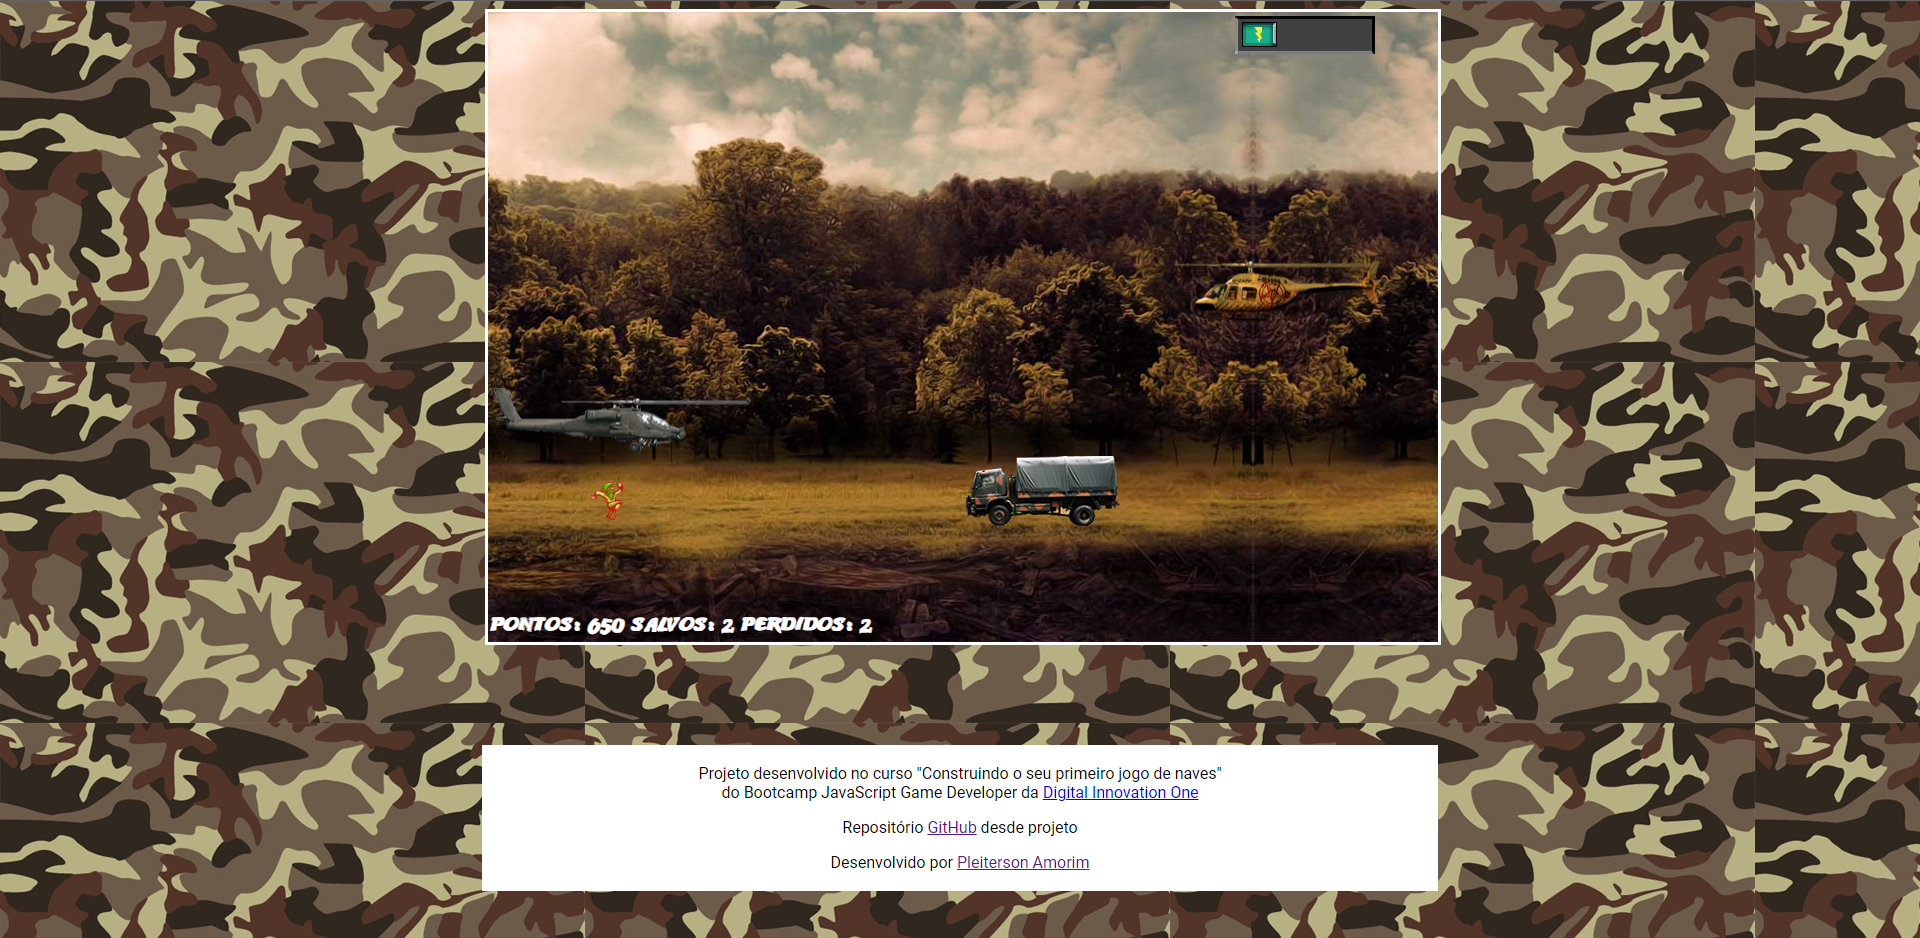 PONTOS: 650 SALVOS: 2 PERDIDOS: 2
Projeto desenvolvido no curso "Construindo o seu primeiro jogo de naves"
do Bootcamp JavaScript Game Developer da Digital Innovation One
Repositório GitHub desde projeto
Desenvolvido por Pleiterson Amorim